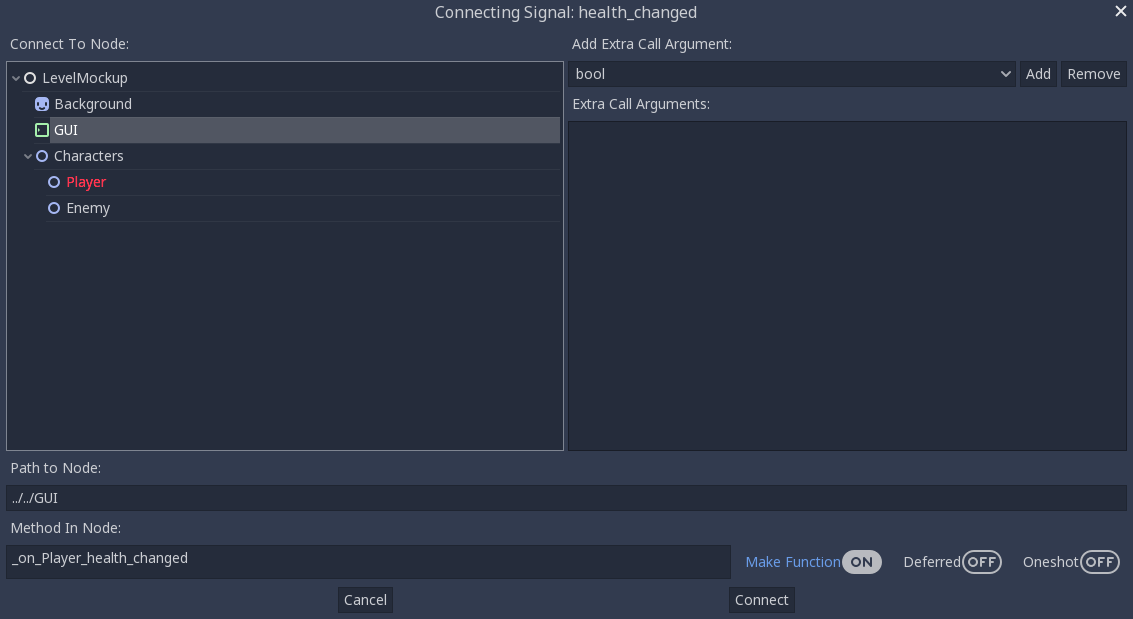 Connecting Signal: health_changed
Connect To Node:
LevelMockup
Background
GUI
Characters
Player
Enemy
Add Extra Call Argument:
bool
Add
Remove
Extra Call Arguments:
Path to Node:
../../GUI
Method In Node:
_on_Player_health_changed
Make Function ON
Deferred OFF
Oneshot OFF
Cancel
Connect